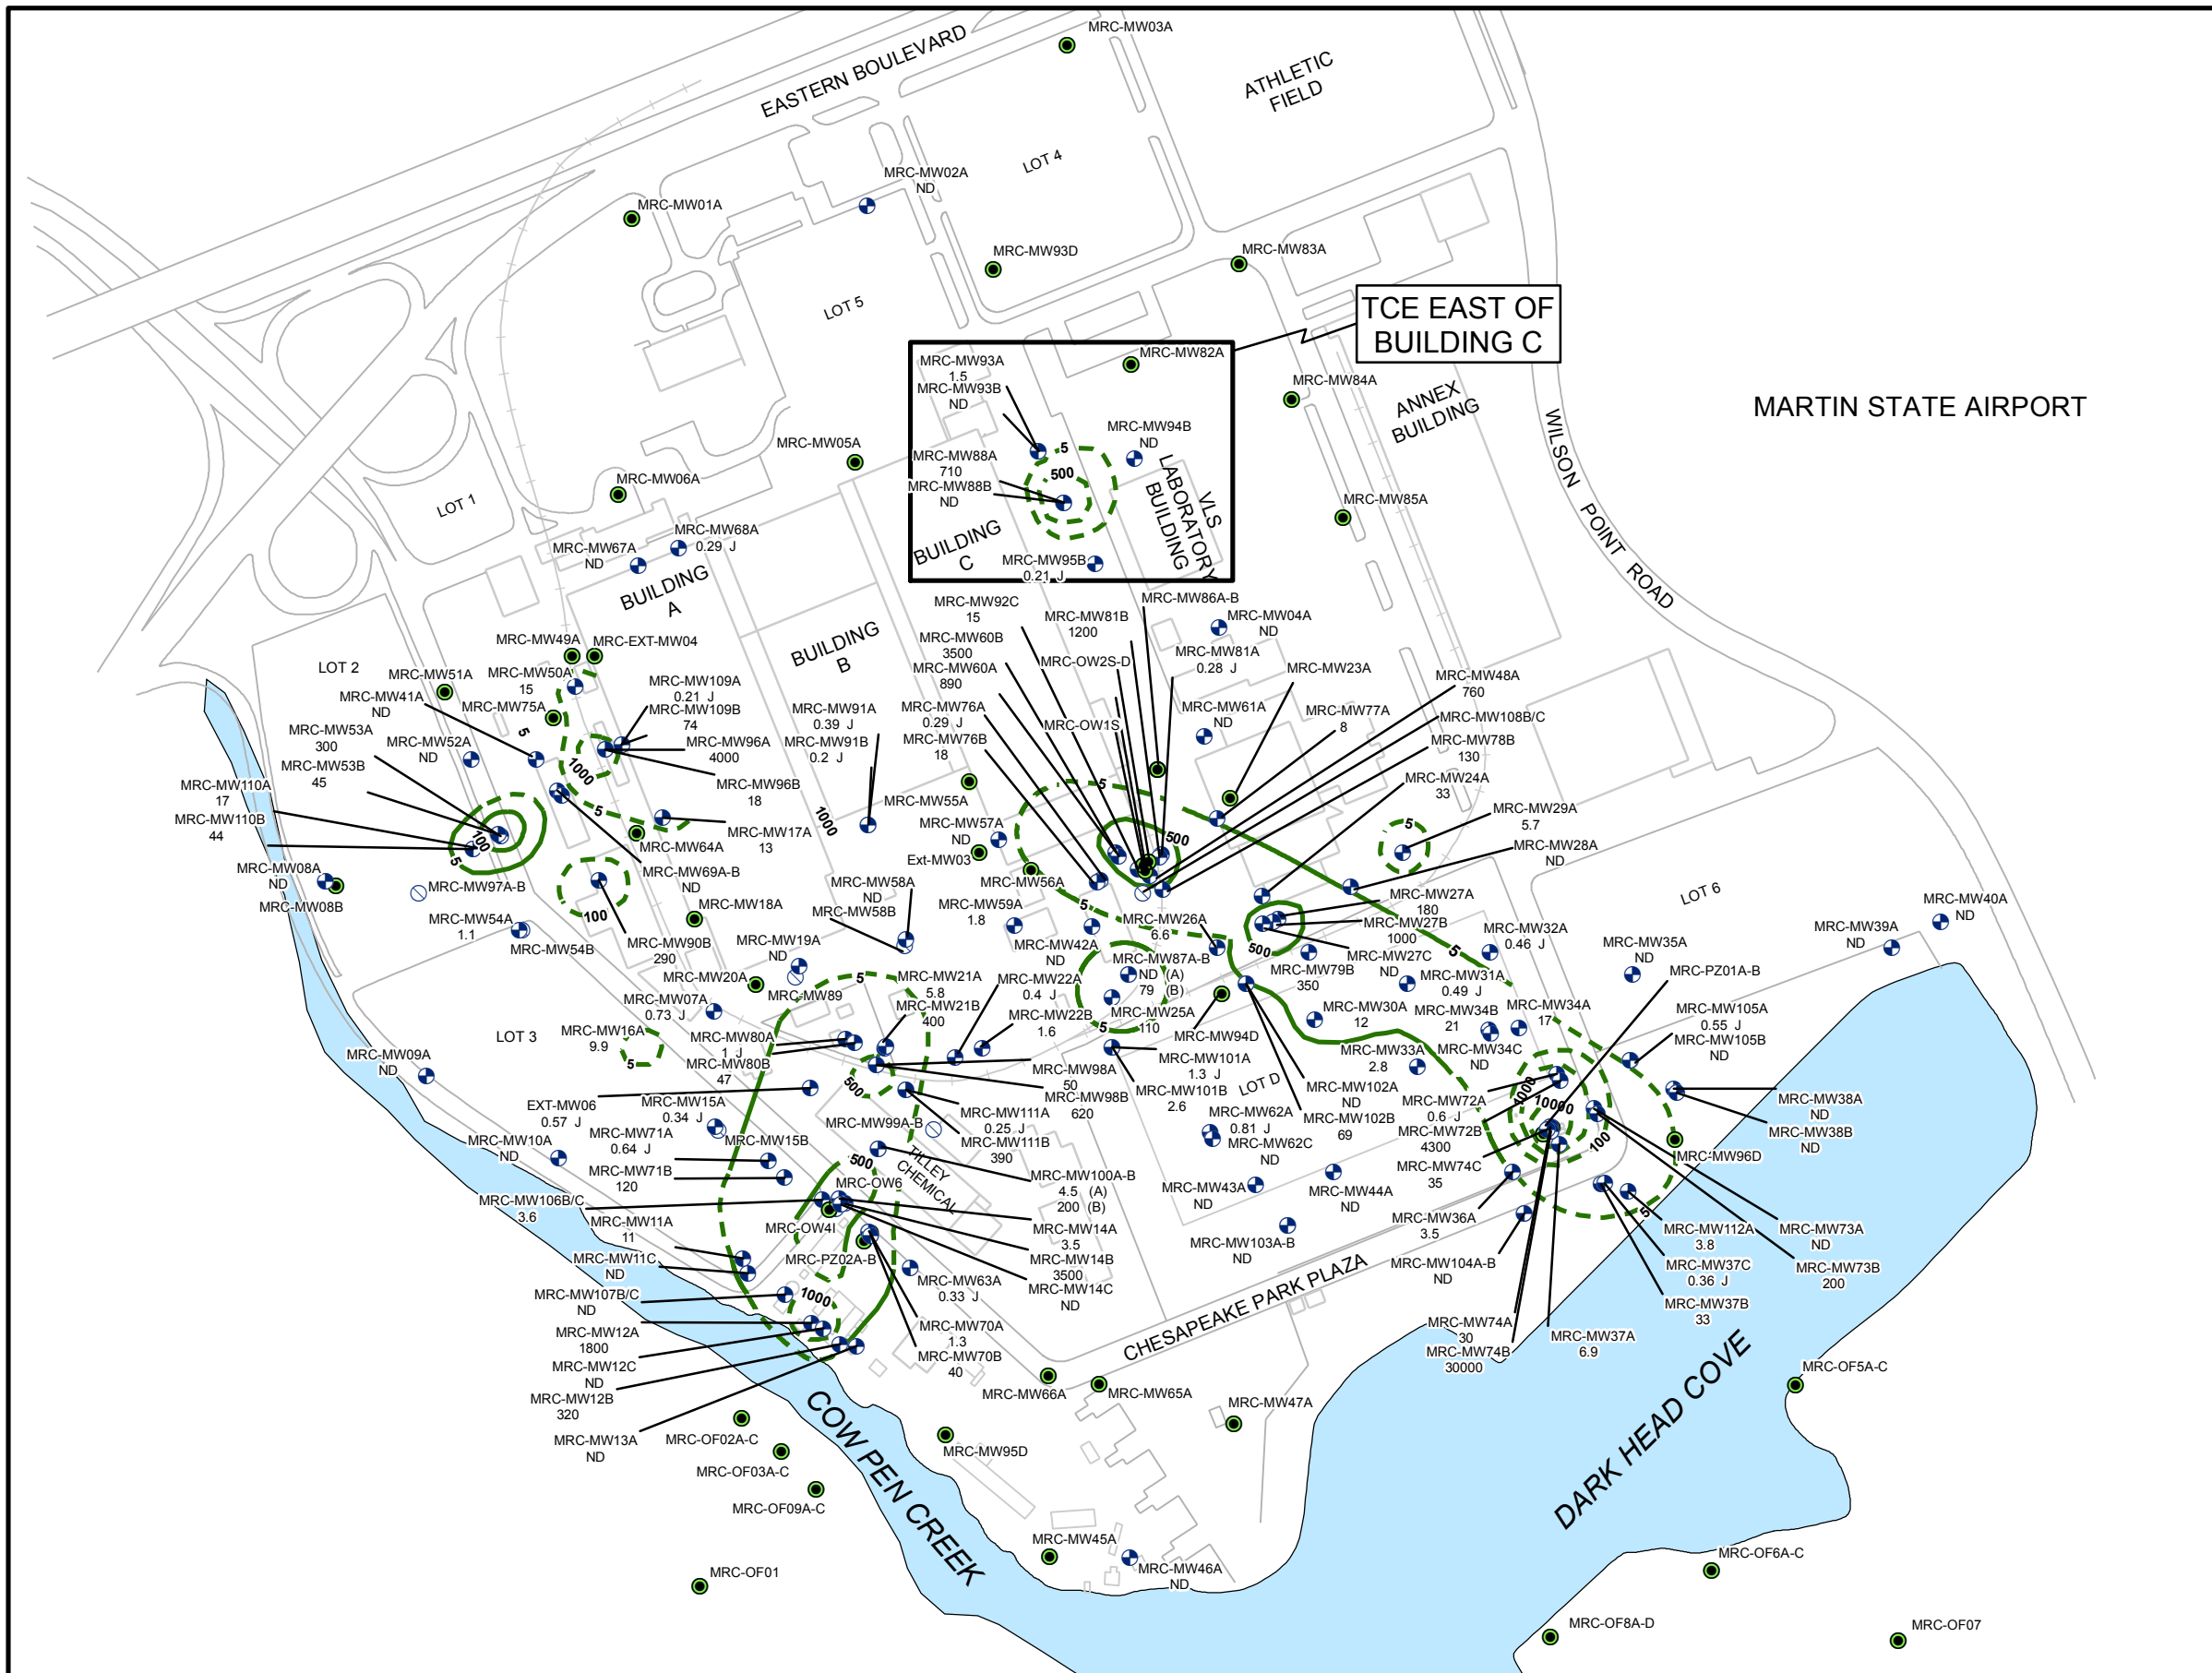 MRC-MW03A
EASTERN BOULEVARD
ATHLETIC
FIELD
LOT 4
MRC-MW02A
ND
MRC-MW01A
MRC-MW93D
MRC-MW83A
LOT 5
TCE EAST OF
BUILDING C
MRC-MW82A
MRC-MW93A
1.5
MRC-MW93B
ND
MRC-MW84A
ANNEX
BUILDING
MARTIN STATE AIRPORT
WILSON POINT ROAD
MRC-MW94B
ND
MRC-MW05A
5
500
MRC-MW88A
710
MRC-MW88B
ND
VLS
LABORATORY
BUILDING
BUILDING
C
MRC-MW95B
0.21 J
MRC-MW06A
LOT 1
MRC-MW85A
MRC-MW68A
0.29 J
MRC-MW67A
ND
BUILDING
A
MRC-MW92C
15
MRC-MW81B
1200
MRC-MW86A-B
MRC-MW04A
ND
MRC-MW60B
3500
MRC-MW60A
890
MRC-OW2S-D
MRC-MW81A
0.28 J
MRC-MW23A
BUILDING
B
MRC-MW49A
MRC-EXT-MW04
LOT 2
MRC-MW51A
MRC-MW50A
15
MRC-MW41A
ND
MRC-MW75A
MRC-MW109A
0.21 J
MRC-MW109B
74
MRC-MW91A
0.39 J
MRC-MW91B
0.2 J
MRC-MW76A
0.29 J
MRC-MW76B
18
MRC-OW1S
MRC-MW61A
ND
MRC-MW77A
8
MRC-MW48A
760
MRC-MW108B/C
MRC-MW78B
130
MRC-MW53A
300
MRC-MW53B
45
MRC-MW52A
ND
5
MRC-MW96A
4000
1000
MRC-MW96B
18
MRC-MW24A
33
MRC-MW110A
17
MRC-MW110B
44
5
MRC-MW17A
13
1000
MRC-MW55A
MRC-MW57A
ND
5
500
5
MRC-MW29A
5.7
MRC-MW28A
ND
100
5
MRC-MW64A
Ext-MW03
MRC-MW08A
ND
MRC-MW08B
MRC-MW97A-B
MRC-MW69A-B
ND
MRC-MW58A
ND
MRC-MW58B
MRC-MW56A
MRC-MW59A
1.8
5
MRC-MW27A
180
MRC-MW27B
1000
LOT 6
MRC-MW40A
ND
MRC-MW39A
ND
MRC-MW54A
1.1
MRC-MW54B
100
MRC-MW18A
MRC-MW90B
290
MRC-MW19A
ND
MRC-MW42A
ND
MRC-MW26A
6.6
500
MRC-MW27C
ND
5
MRC-MW32A
0.46 J
MRC-MW35A
ND
MRC-PZ01A-B
MRC-MW20A
MRC-MW89
5
MRC-MW21A
5.8
MRC-MW22A
0.4 J
MRC-MW87A-B
ND (A)
79 (B)
MRC-MW79B
350
MRC-MW31A
0.49 J
MRC-MW07A
0.73 J
MRC-MW21B
400
MRC-MW22B
1.6
MRC-MW25A
110
5
MRC-MW94D
MRC-MW30A
12
MRC-MW34B
21
MRC-MW34A
17
MRC-MW34C
ND
MRC-MW105A
0.55 J
MRC-MW105B
ND
LOT 3
MRC-MW16A
9.9
5
MRC-MW80A
1 J
MRC-MW80B
47
MRC-MW09A
ND
MRC-MW98A
50
MRC-MW98B
620
MRC-MW101A
1.3 J
MRC-MW101B
2.6
LOT D
MRC-MW33A
2.8
MRC-MW102A
ND
MRC-MW102B
69
500
EXT-MW06
0.57 J
MRC-MW15A
0.34 J
MRC-MW15B
MRC-MW71A
0.64 J
MRC-MW71B
120
MRC-MW10A
ND
MRC-MW99A-B
MRC-MW111A
0.25 J
MRC-MW111B
390
MRC-MW62A
0.81 J
MRC-MW62C
ND
MRC-MW72A
0.6 J
MRC-MW72B
4300
1000
10000
100
MRC-MW38A
ND
MRC-MW38B
ND
MRC-MW96D
500
TILLEY
CHEMICAL
MRC-MW100A-B
4.5 (A)
200 (B)
MRC-MW43A
ND
MRC-MW44A
ND
MRC-MW74C
35
MRC-MW106B/C
3.6
MRC-OW6
MRC-OW4I
MRC-PZ02A-B
MRC-MW11A
11
MRC-MW11C
ND
MRC-MW14A
3.5
MRC-MW14B
3500
MRC-MW14C
ND
MRC-MW103A-B
ND
MRC-MW36A
3.5
MRC-MW104A-B
ND
5
MRC-MW112A
3.8
MRC-MW37C
0.36 J
MRC-MW37B
33
MRC-MW73A
ND
MRC-MW73B
200
MRC-MW63A
0.33 J
MRC-MW107B/C
ND
1000
MRC-MW12A
1800
MRC-MW12C
ND
MRC-MW12B
320
MRC-MW13A
ND
MRC-MW70A
1.3
MRC-MW70B
40
CHESAPEAKE PARK PLAZA
MRC-MW74A
30
MRC-MW74B
30000
MRC-MW37A
6.9
MRC-MW66A
MRC-MW65A
MRC-MW47A
MRC-OF5A-C
DARK HEAD COVE
COW PEN CREEK
MRC-OF02A-C
MRC-OF03A-C
MRC-OF09A-C
MRC-MW95D
MRC-MW45A
MRC-MW46A
ND
MRC-OF01
MRC-OF6A-C
MRC-OF8A-D
MRC-OF07